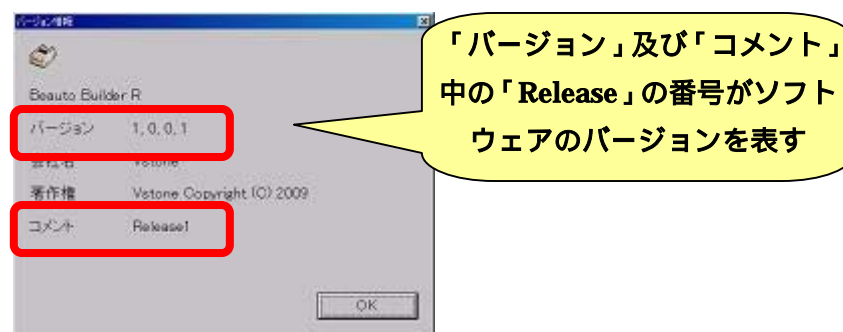 バージョン情報
Beauto Builder R
バージョン 1, 0, 0, 1
会社名 Vstone
著作権 Vstone Copyright (C) 2009
コメント Release1
OK
「バージョン」及び「コメント」
中の「Release」の番号がソフト
ウェアのバージョンを表す